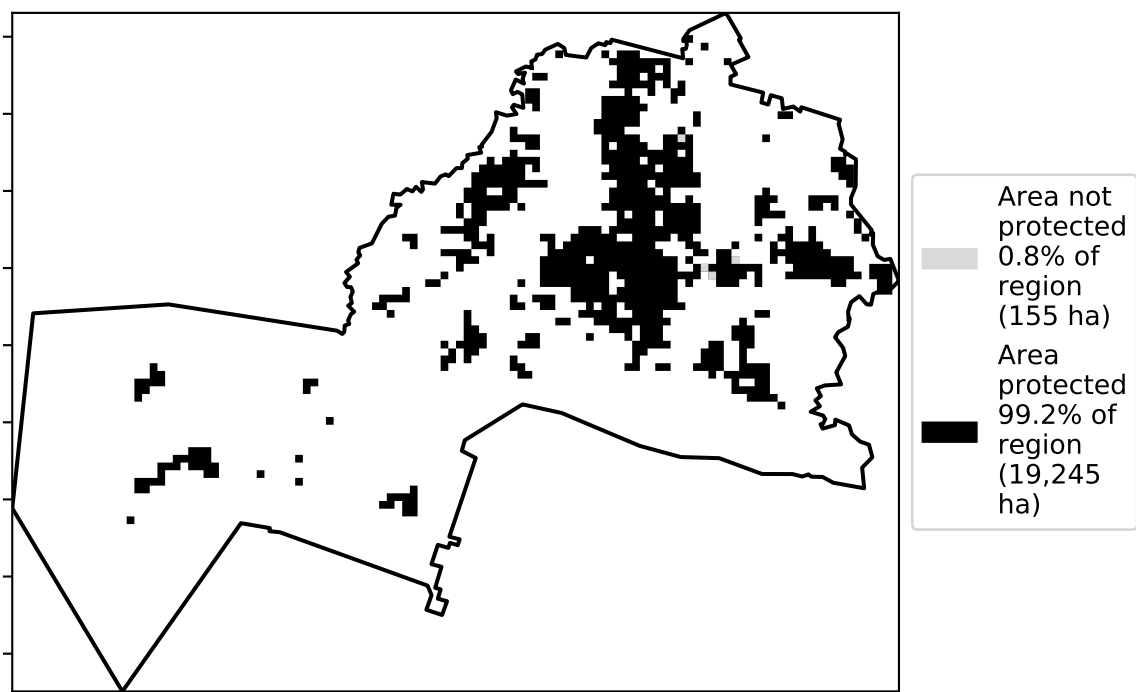 Area not
protected
0.8% of
region
(155 ha)
Area
protected
99.2% of
region
(19,245
ha)